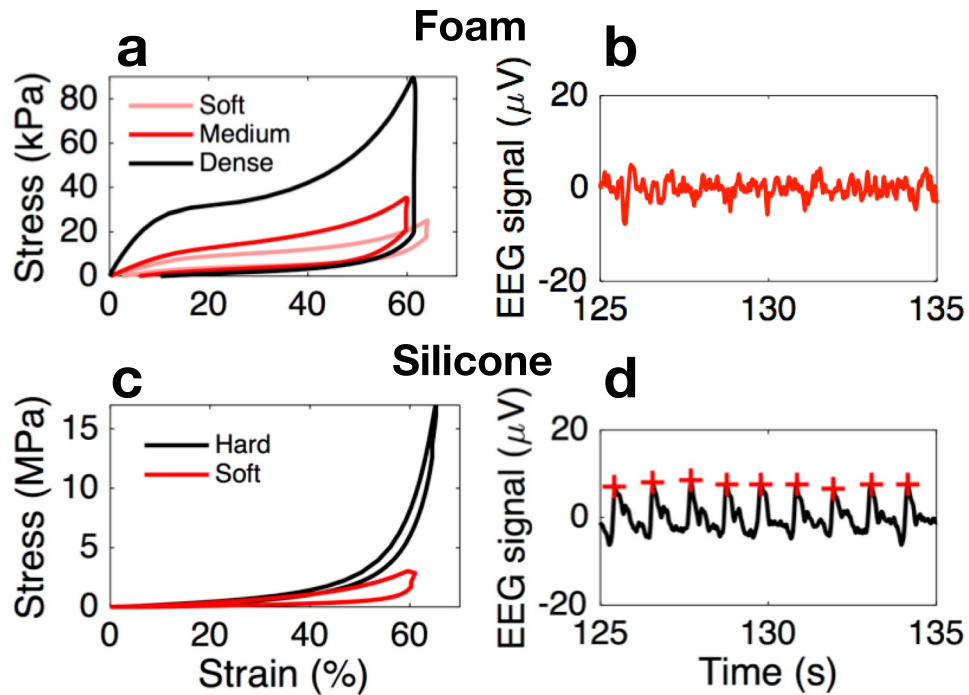 Foam
a
Stress (kPa)
80
60
40
20
0
Soft
Medium
Dense
0 20 40 60
b
EEG signal (μV)
20
0
-20
125 130 135
Silicone
c
Stress (MPa)
15
10
5
0
Hard
Soft
0 20 40 60
Strain (%)
d
EEG signal (μV)
20
0
-20
125 130 135
Time (s)